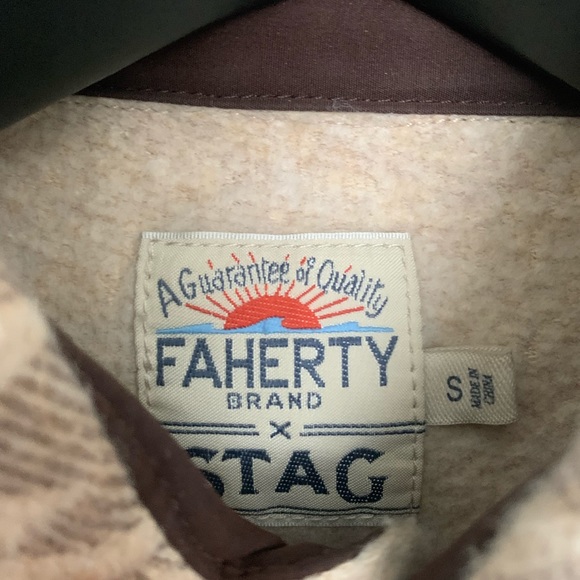 A Guarantee of Quality
FAHERTY
BRAND
X
STAG
S
MADE IN
CHINA